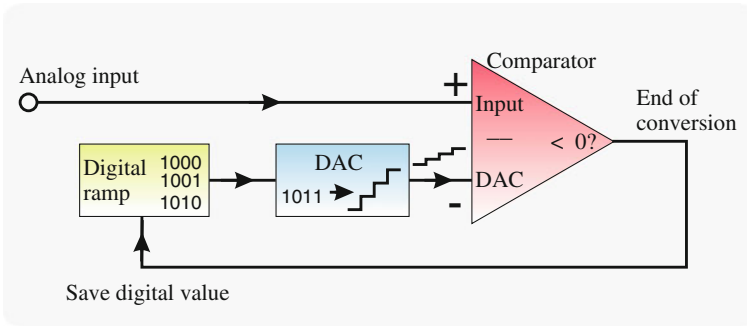 Comparator
Analog input
+
Input
End of
conversion
— < 0?
Digital
ramp
1000
1001
1010
DAC
1011
DAC
-
Save digital value